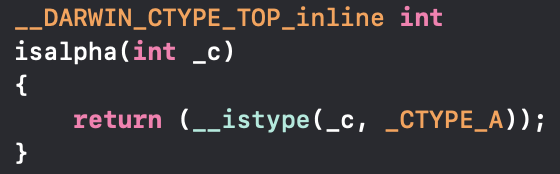 __DARWIN_CTYPE_TOP_inline int
isalpha(int _c)
{
    return (__istype(_c, _CTYPE_A));
}